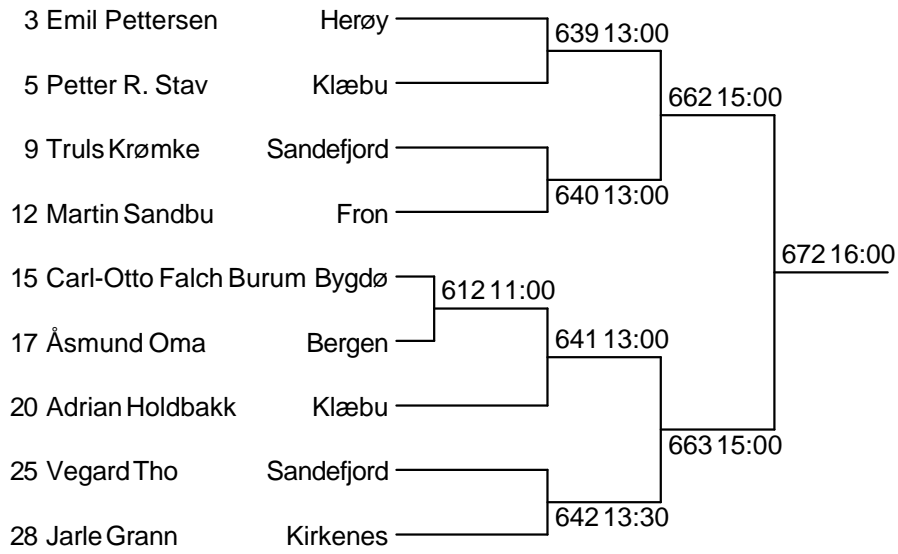 3 Emil Pettersen Herøy
639 13:00
5 Petter R. Stav Klæbu
662 15:00
9 Truls Krømke Sandefjord
640 13:00
12 Martin Sandbu Fron
672 16:00
15 Carl-Otto Falch Burum Bygdø
612 11:00
17 Åsmund Oma Bergen
641 13:00
20 Adrian Holdbakk Klæbu
663 15:00
25 Vegard Tho Sandefjord
642 13:30
28 Jarle Grann Kirkenes